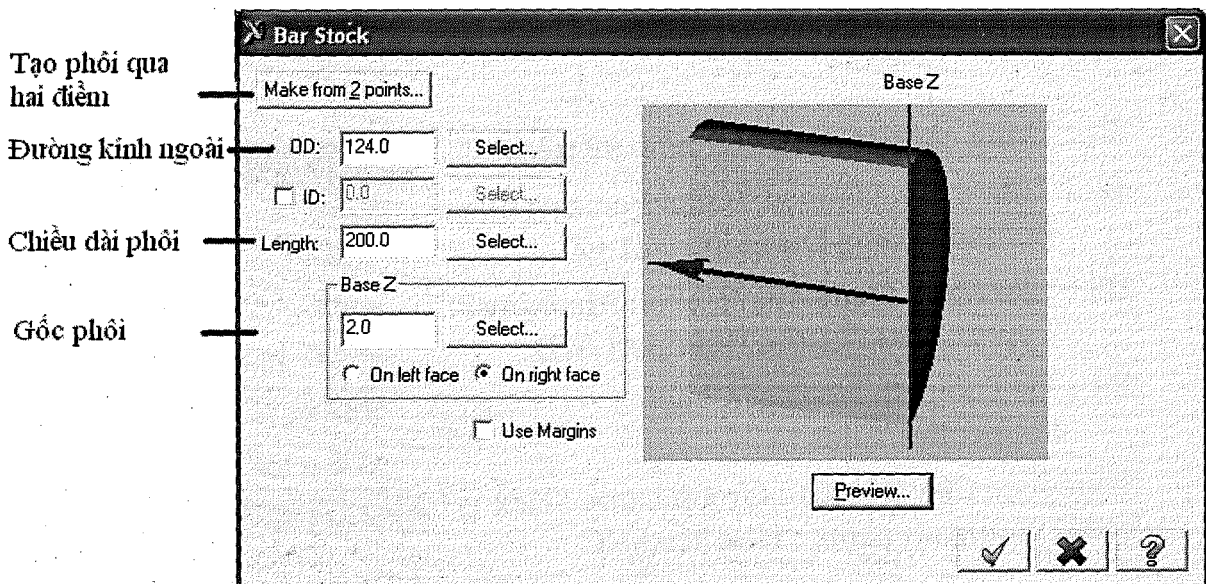 Bar Stock
Tạo phôi qua
hai điểm
Make from 2 points...
Base Z
Đường kính ngoài
OD: 124.0 Select...
ID: 0.0 Select...
Chiều dài phôi
Length: 200.0 Select...
Base Z
Gốc phôi
2.0 Select...
On left face On right face
Use Margins
Preview...